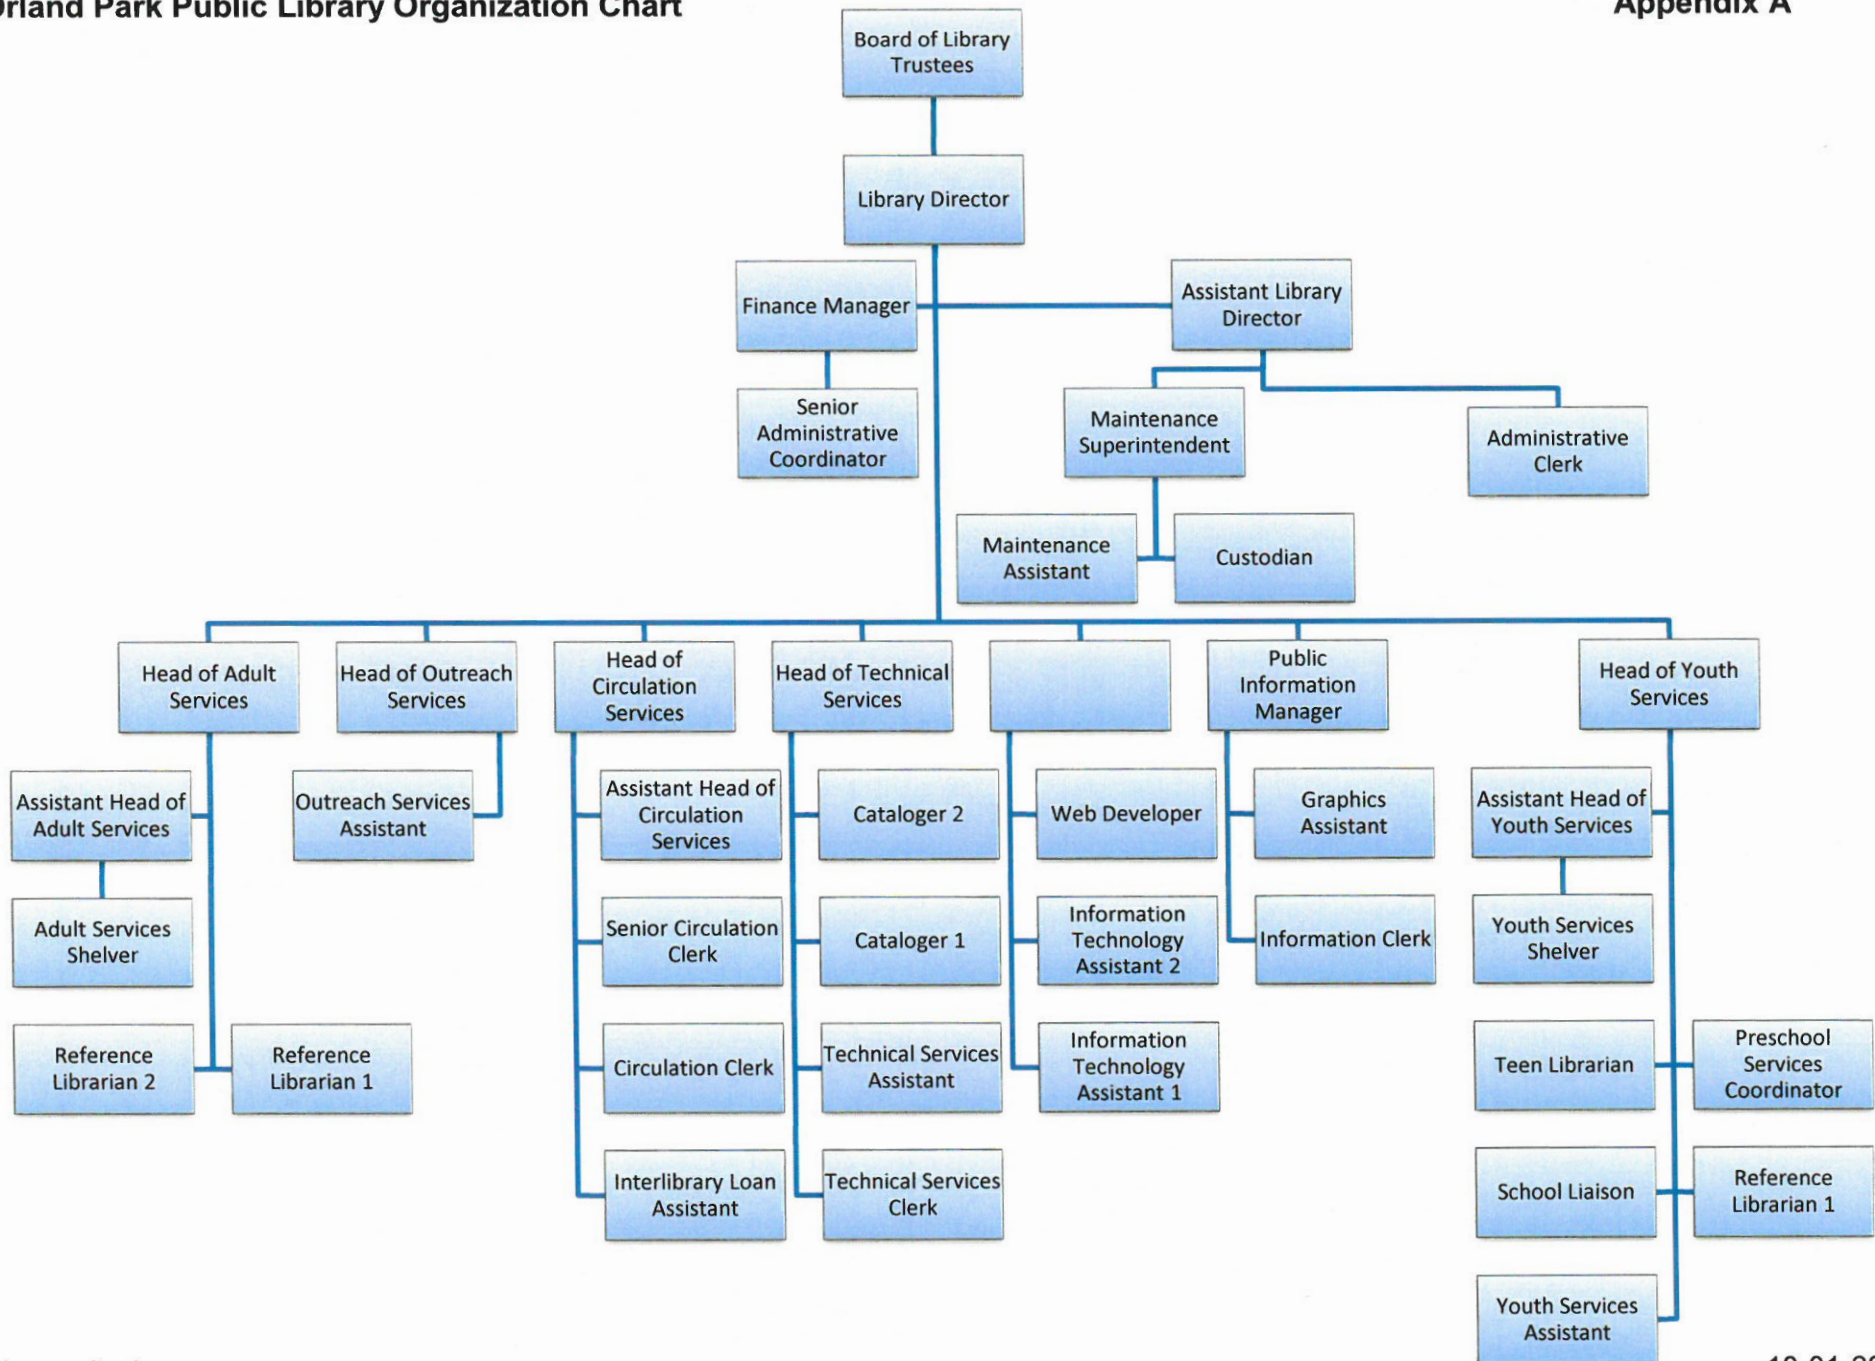 Orland Park Public Library Organization Chart
Appendix A
Board of Library
Trustees
Library Director
Finance Manager
Assistant Library
Director
Senior
Administrative
Coordinator
Maintenance
Superintendent
Administrative
Clerk
Maintenance
Assistant
Custodian
Head of Adult
Services
Head of Outreach
Services
Head of
Circulation
Services
Head of Technical
Services
Public
Information
Manager
Head of Youth
Services
Assistant Head of
Adult Services
Outreach Services
Assistant
Assistant Head of
Circulation
Services
Cataloger 2
Web Developer
Graphics
Assistant
Assistant Head of
Youth Services
Adult Services
Shelver
Senior Circulation
Clerk
Cataloger 1
Information
Technology
Assistant 2
Information Clerk
Youth Services
Shelver
Reference
Librarian 2
Reference
Librarian 1
Circulation Clerk
Technical Services
Assistant
Information
Technology
Assistant 1
Teen Librarian
Preschool
Services
Coordinator
Interlibrary Loan
Assistant
Technical Services
Clerk
School Liaison
Reference
Librarian 1
Youth Services
Assistant